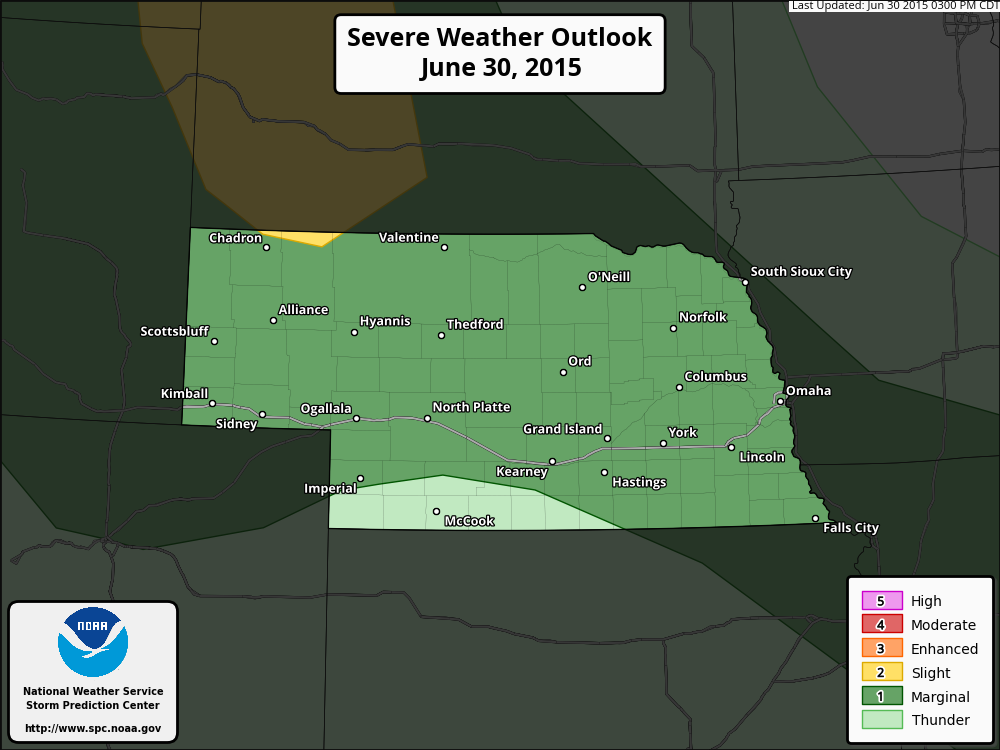 Last Updated: Jun 30 2015 0300 PM CDT
Severe Weather Outlook
June 30, 2015
Chadron
Valentine
O'Neill
South Sioux City
Alliance
Hyannis
Thedford
Norfolk
Scottsbluff
Ord
Columbus
Kimball
Omaha
Sidney
Ogallala
North Platte
Grand Island
York
Lincoln
Kearney
Hastings
Imperial
McCook
Falls City
5 High
4 Moderate
3 Enhanced
2 Slight
1 Marginal
Thunder
NOAA
National Weather Service
Storm Prediction Center
http://www.spc.noaa.gov